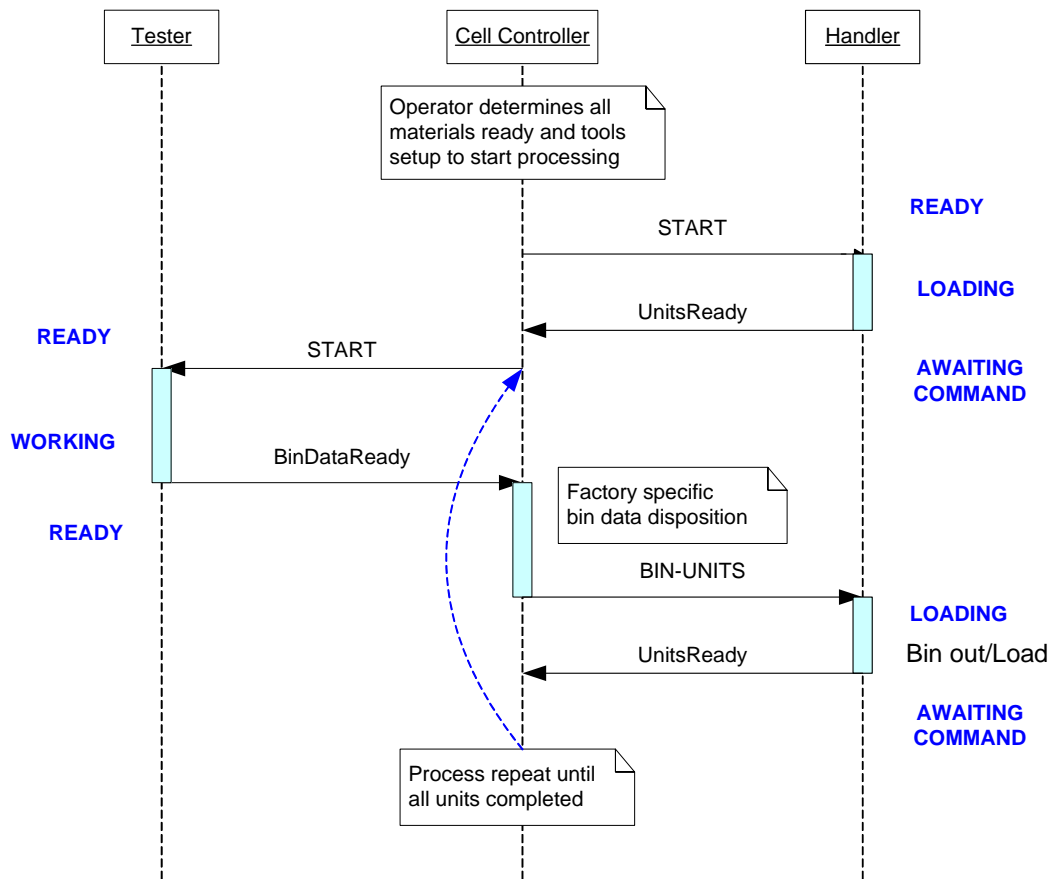 Tester
Cell Controller
Handler
Operator determines all
materials ready and tools
setup to start processing
READY
START
LOADING
UnitsReady
READY
START
AWAITING
COMMAND
WORKING
BinDataReady
Factory specific
bin data disposition
READY
BIN-UNITS
LOADING
UnitsReady
Bin out/Load
AWAITING
COMMAND
Process repeat until
all units completed